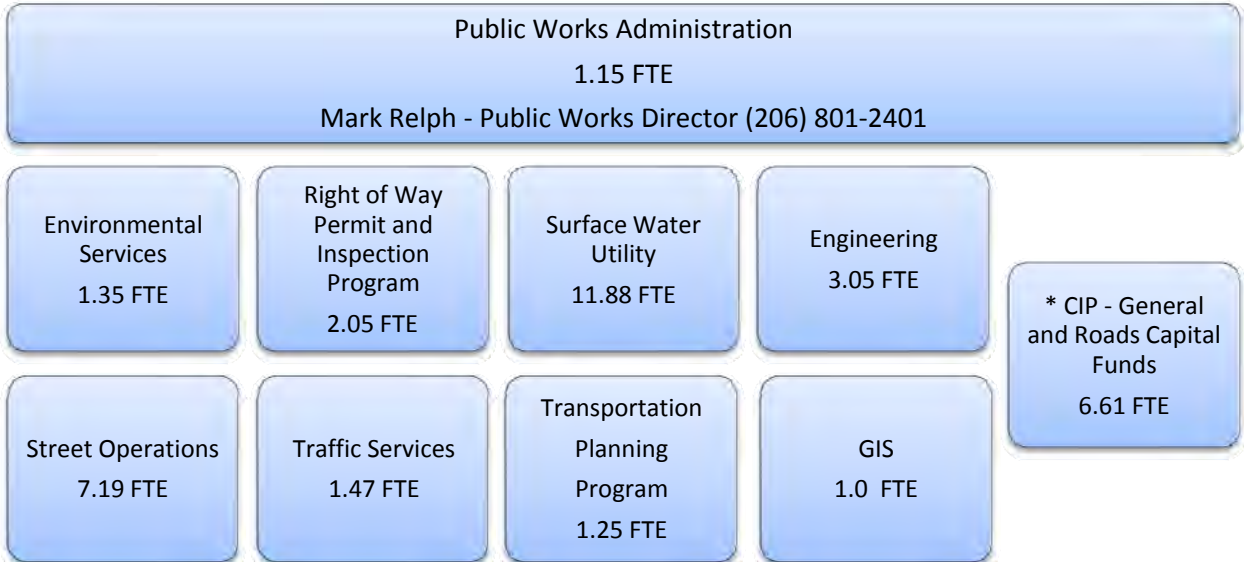 Public Works Administration
1.15 FTE
Mark Relph - Public Works Director (206) 801-2401
Environmental
Services
1.35 FTE
Right of Way
Permit and
Inspection
Program
2.05 FTE
Surface Water
Utility
11.88 FTE
Engineering
3.05 FTE
* CIP - General
and Roads Capital
Funds
6.61 FTE
Street Operations
7.19 FTE
Traffic Services
1.47 FTE
Transportation
Planning
Program
1.25 FTE
GIS
1.0 FTE